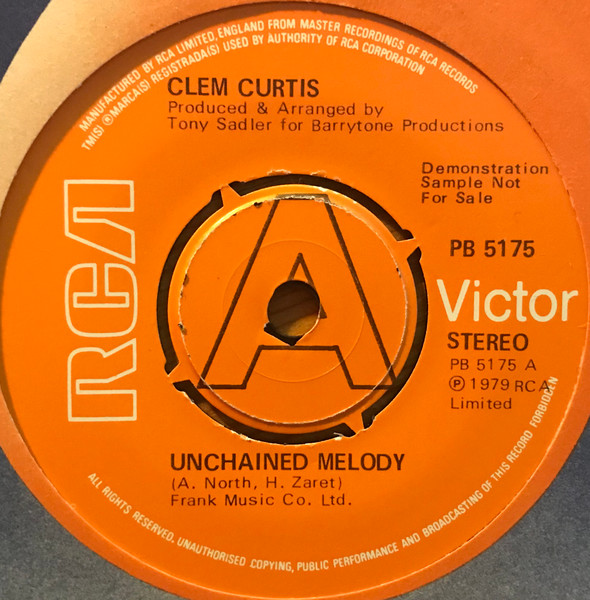 MANUFACTURED BY RCA LIMITED, ENGLAND FROM MASTER RECORDINGS OF RCA RECORDS
TM(S) ® MARCA(S) REGISTRADA(S) USED BY AUTHORITY OF RCA CORPORATION
CLEM CURTIS
Produced & Arranged by
Tony Sadler for Barrytone Productions
Demonstration
Sample Not
For Sale
RCA
A
PB 5175
Victor
STEREO
PB 5175 A
℗ 1979 RCA
Limited
UNCHAINED MELODY
(A. North, H. Zaret)
Frank Music Co. Ltd.
ALL RIGHTS RESERVED, UNAUTHORISED COPYING, PUBLIC PERFORMANCE AND BROADCASTING OF THIS RECORD FORBIDDEN